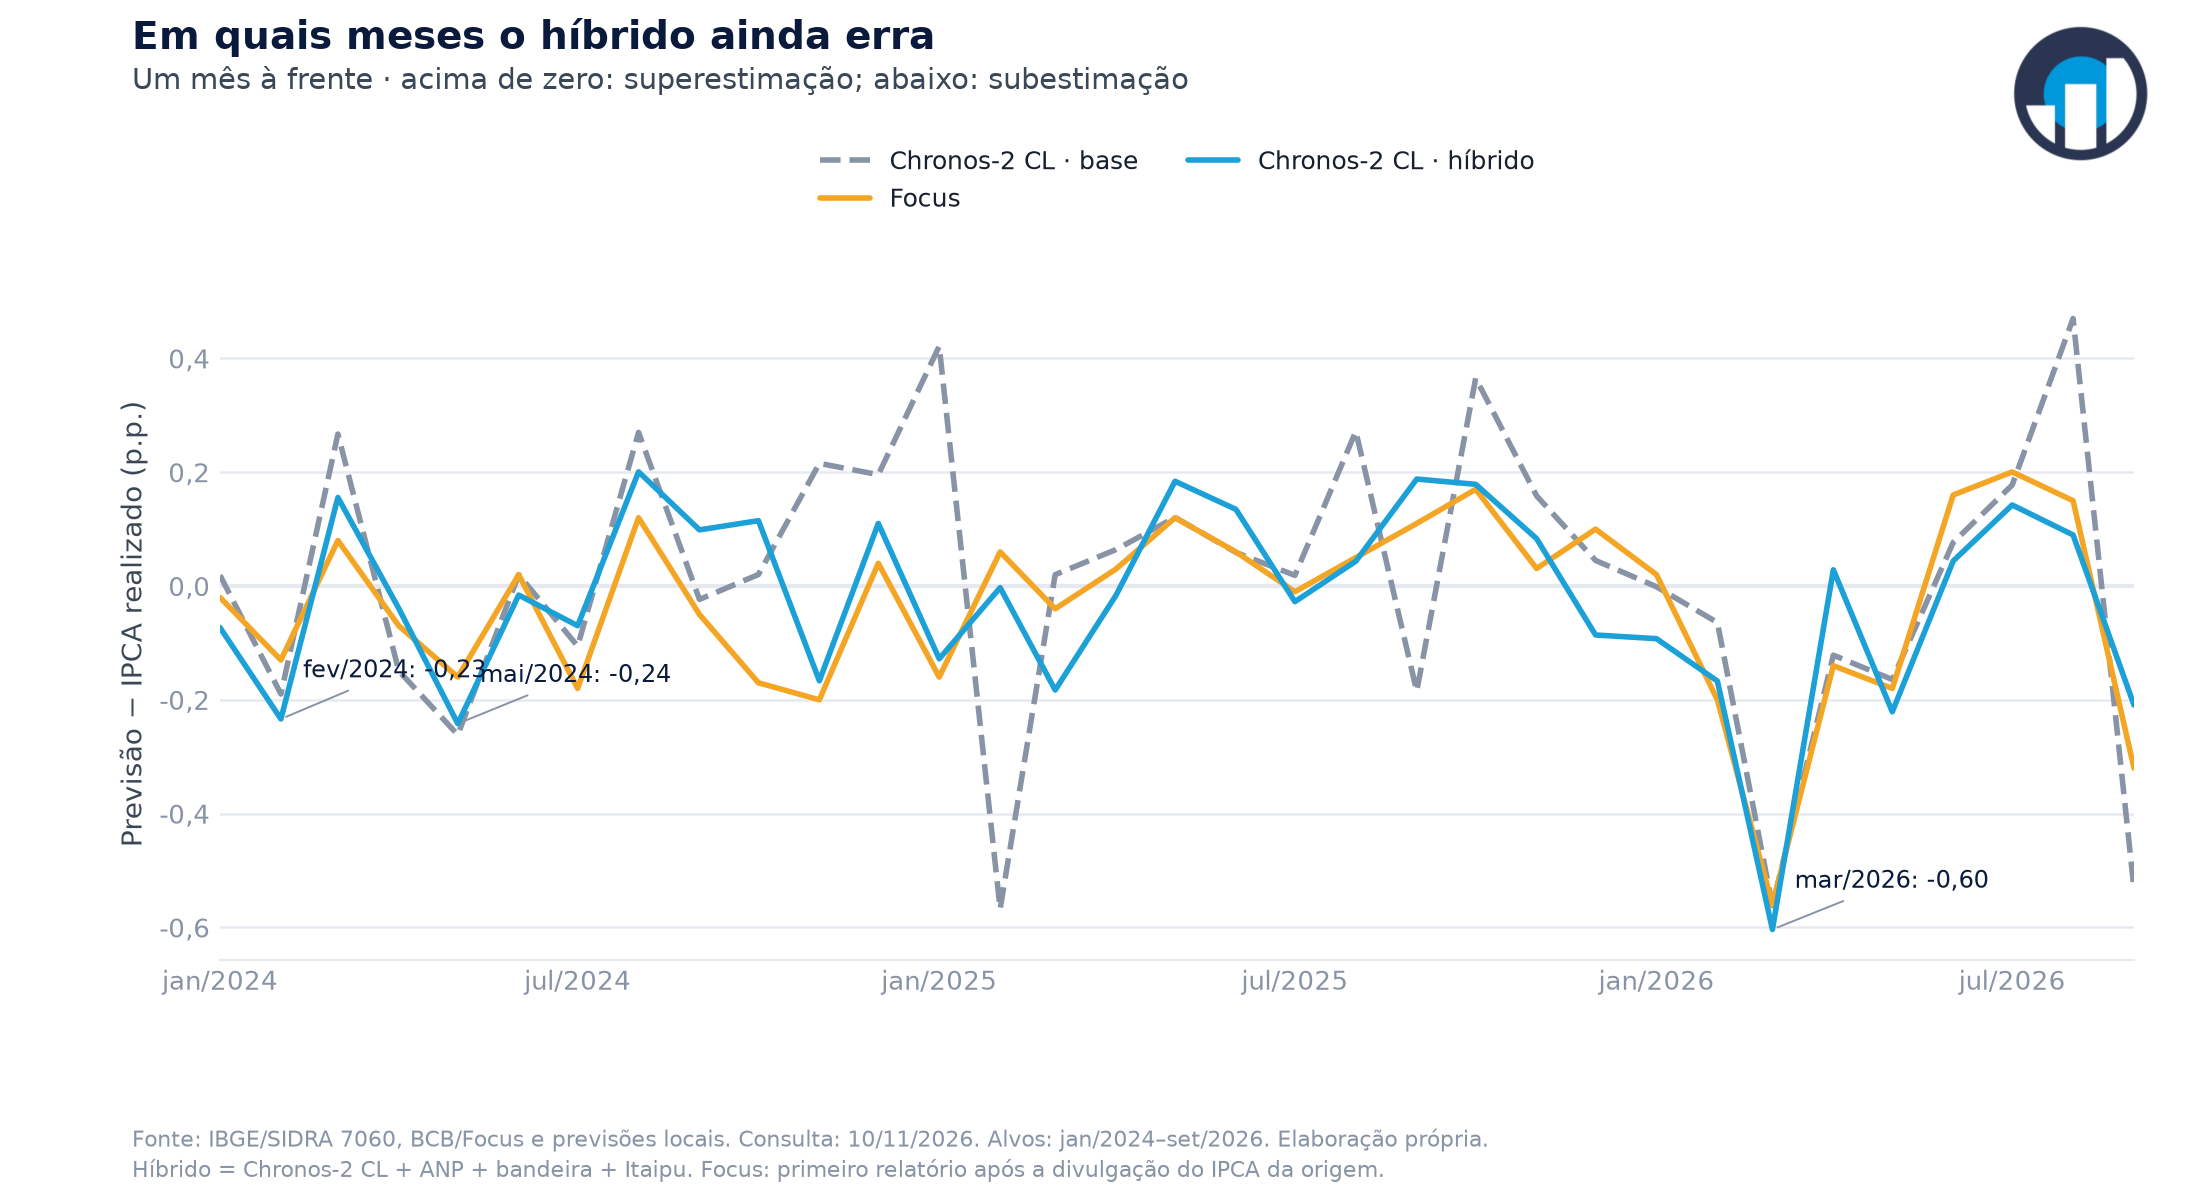 Em quais meses o híbrido ainda erra
Um mês à frente · acima de zero: superestimação; abaixo: subestimação
Chronos-2 CL · base
Chronos-2 CL · híbrido
Focus
Previsão − IPCA realizado (p.p.)
0,4
0,2
0,0
-0,2
-0,4
-0,6
fev/2024: -0,23
mai/2024: -0,24
mar/2026: -0,60
jan/2024
jul/2024
jan/2025
jul/2025
jan/2026
jul/2026
Fonte: IBGE/SIDRA 7060, BCB/Focus e previsões locais. Consulta: 10/11/2026. Alvos: jan/2024–set/2026. Elaboração própria.
Híbrido = Chronos-2 CL + ANP + bandeira + Itaipu. Focus: primeiro relatório após a divulgação do IPCA da origem.